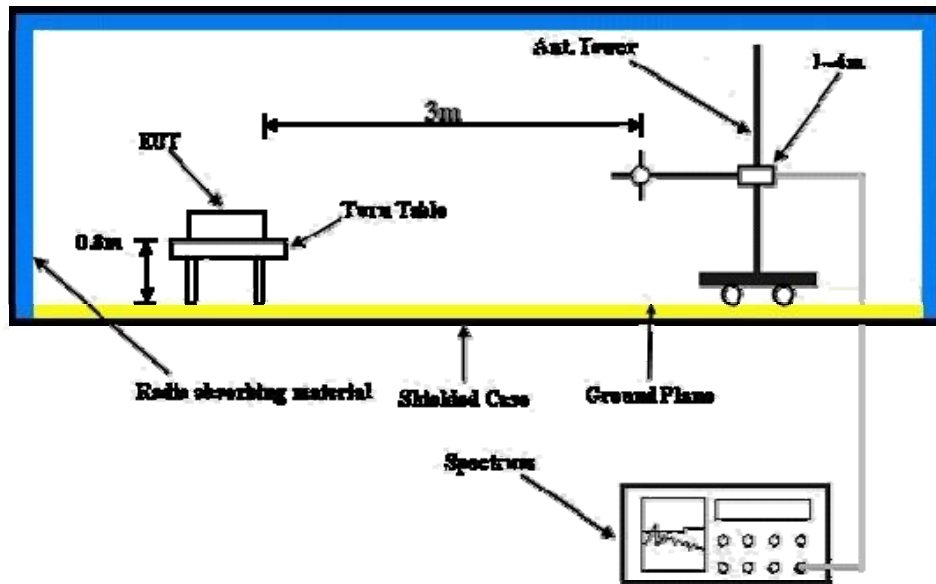 Ant. Tower
1-4m
3m
EUT
Turn Table
0.8m
Radio absorbing material
Shielded Case
Ground Plane
Spectrum